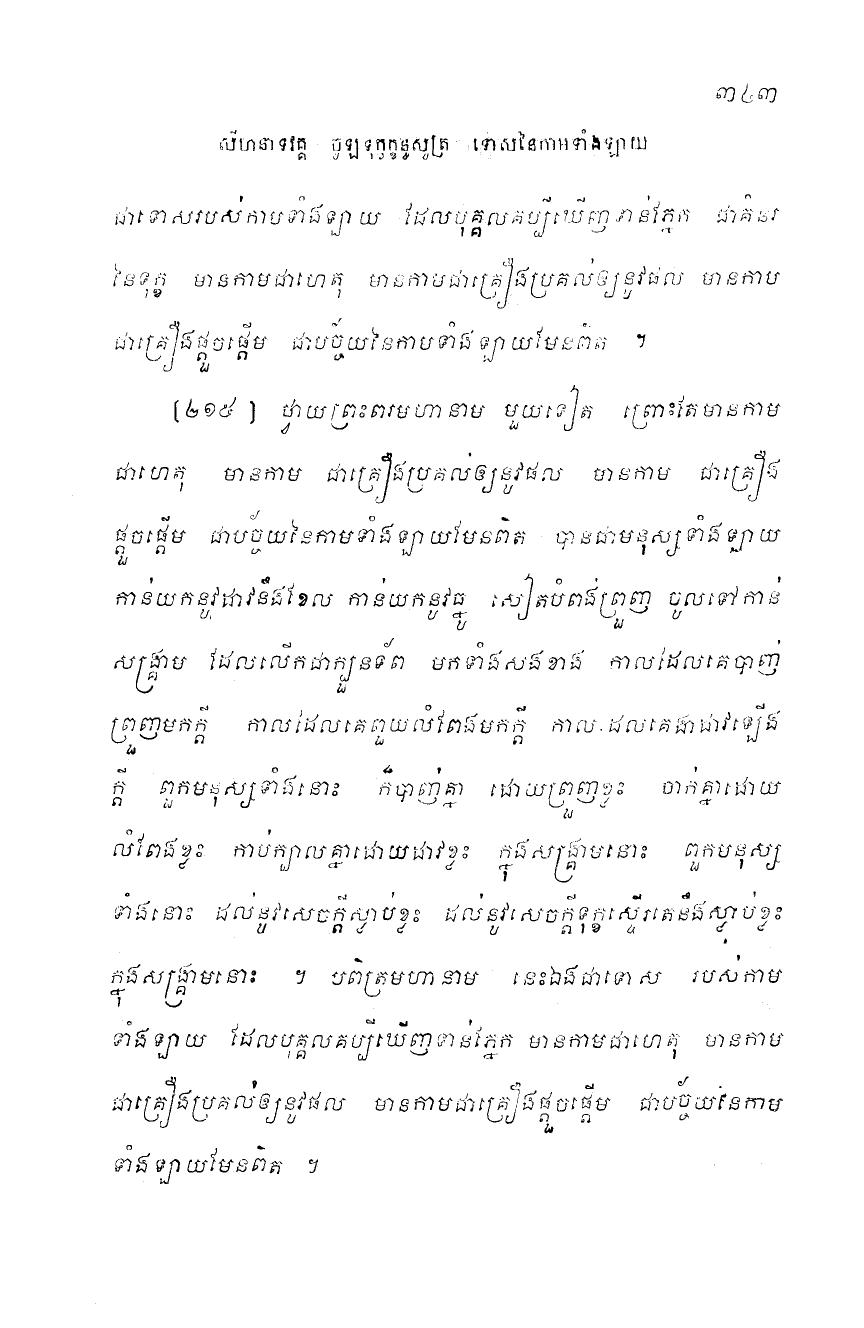 ៣៤៣
សីហនាទវគ្គ ចូឡទុក្ខក្ខន្ធសូត្រ ទោសនៃកាមទាំងឡាយ
ជាទោសរបស់កាមទាំងឡាយ ដែលបុគ្គលគប្បីឃើញទាន់ភ្នែក ជាគំនរ
នៃទុក្ខ មានកាមជាហេតុ មានកាមជាគ្រឿងប្រគល់ឲ្យនូវផល មានកាម
ជាគ្រឿងផ្តួចផ្តើម ជាបច្ច័យនៃកាមទាំងឡាយមែនពិត ។
[២១៥] ថ្វាយព្រះពរមហានាម មួយទៀត ព្រោះតែមានកាម
ជាហេតុ មានកាម ជាគ្រឿងប្រគល់ឲ្យនូវផល មានកាម ជាគ្រឿង
ផ្តួចផ្តើម ជាបច្ច័យនៃកាមទាំងឡាយមែនពិត បានជាមនុស្សទាំងឡាយ
កាន់យកនូវដាវនឹងខែល កាន់យកនូវធ្នូ សៀតបំពង់ព្រួញ ចូលទៅកាន់
សង្គ្រាម ដែលលើកជាក្បួនទ័ព មកទាំងសងខាង កាលដែលគេបាញ់
ព្រួញមកក្តី កាលដែលគេពួយលំពែងមកក្តី កាលដែលគេងាដាវឡើង
ក្តី ពួកមនុស្សទាំងនោះ ក៏បាញ់គ្នា ដោយព្រួញខ្លះ ចាក់គ្នាដោយ
លំពែងខ្លះ កាប់ក្បាលគ្នាដោយដាវខ្លះ ក្នុងសង្គ្រាមនោះ ពួកមនុស្ស
ទាំងនោះ ដល់នូវសេចក្តីស្លាប់ខ្លះ ដល់នូវសេចក្តីទុក្ខស្ទើរតែនឹងស្លាប់ខ្លះ
ក្នុងសង្គ្រាមនោះ ។ បពិត្រមហានាម នេះឯងជាទោស របស់កាម
ទាំងឡាយ ដែលបុគ្គលគប្បីឃើញទាន់ភ្នែក មានកាមជាហេតុ មានកាម
ជាគ្រឿងប្រគល់ឲ្យនូវផល មានកាមជាគ្រឿងផ្តួចផ្តើម ជាបច្ច័យនៃកាម
ទាំងឡាយមែនពិត ។